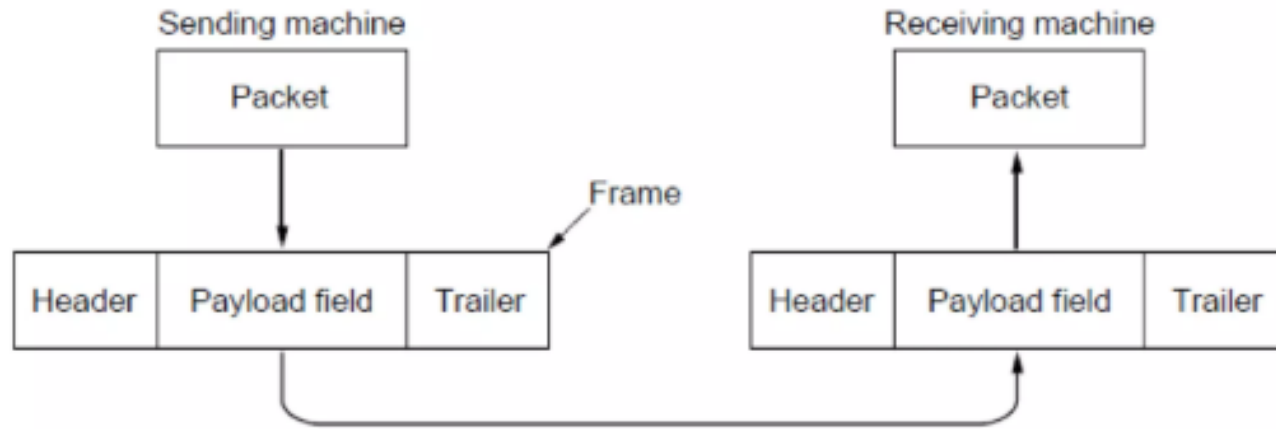 Sending machine
Receiving machine
Packet
Packet
Frame
Header
Payload field
Trailer
Header
Payload field
Trailer